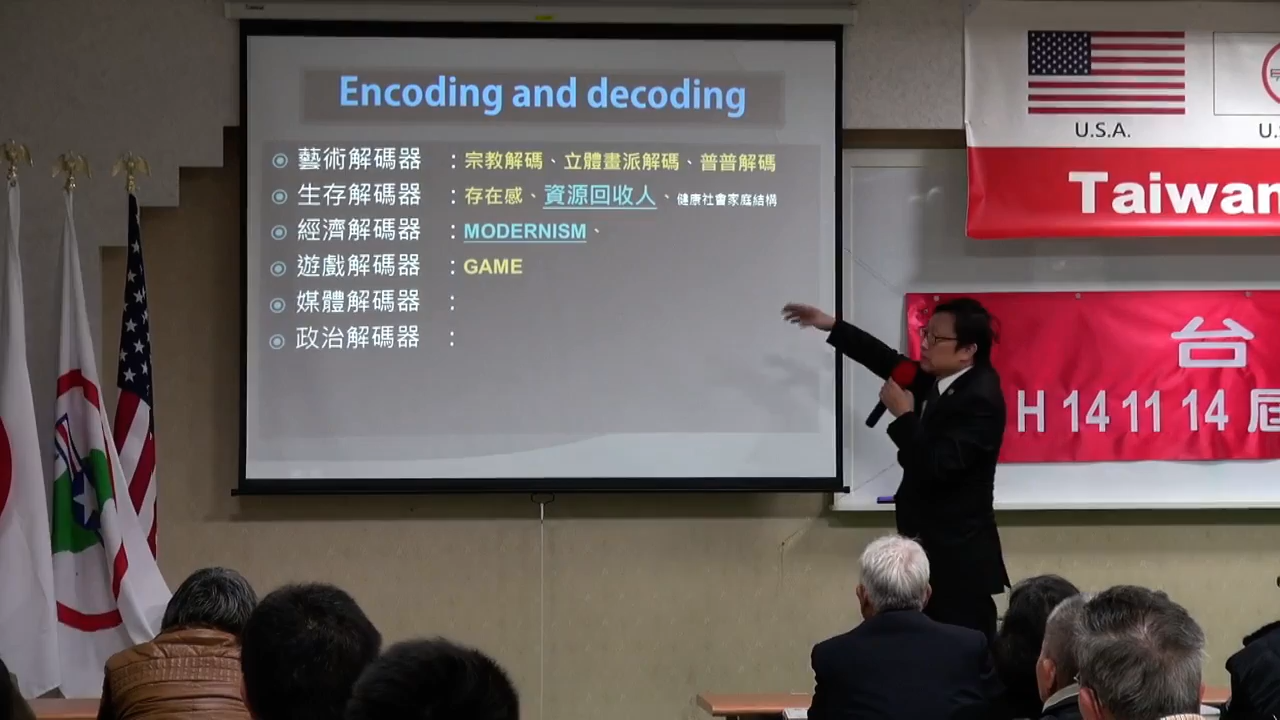 Encoding and decoding
藝術解碼器 ：宗教解碼、立體畫派解碼、普普解碼
生存解碼器 ：存在感、資源回收人、健康社會家庭結構
經濟解碼器 ：MODERNISM、
遊戲解碼器 ：GAME
媒體解碼器 ：
政治解碼器 ：
U.S.A.
Taiwan
台
H 14 11 14 屆